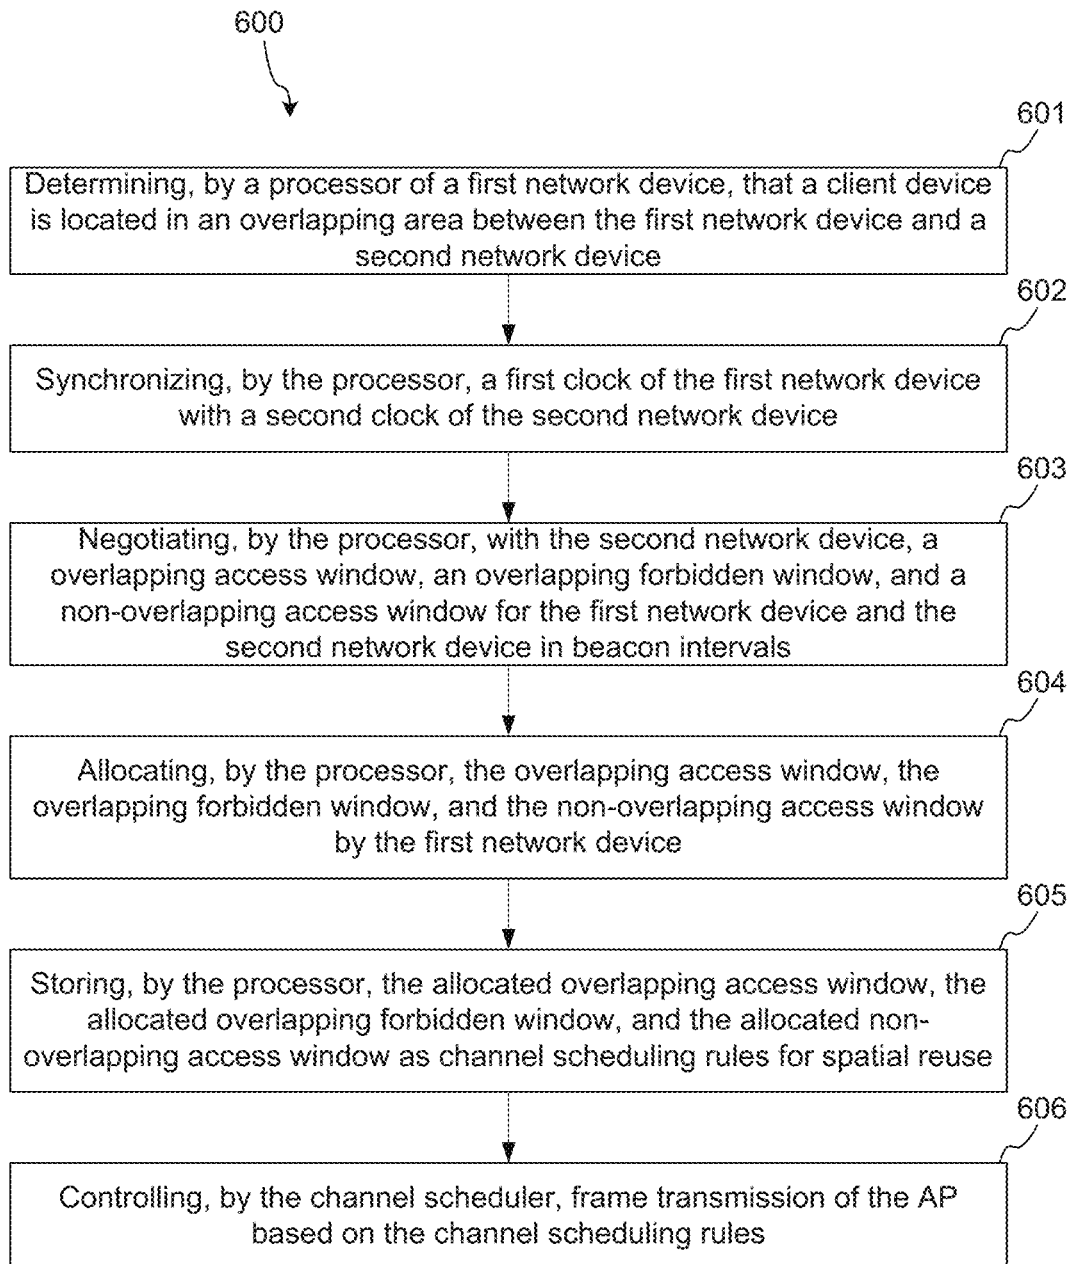 600
601
Determining, by a processor of a first network device, that a client device
is located in an overlapping area between the first network device and a
second network device
602
Synchronizing, by the processor, a first clock of the first network device
with a second clock of the second network device
603
Negotiating, by the processor, with the second network device, a
overlapping access window, an overlapping forbidden window, and a
non-overlapping access window for the first network device and the
second network device in beacon intervals
604
Allocating, by the processor, the overlapping access window, the
overlapping forbidden window, and the non-overlapping access window
by the first network device
605
Storing, by the processor, the allocated overlapping access window, the
allocated overlapping forbidden window, and the allocated non-
overlapping access window as channel scheduling rules for spatial reuse
606
Controlling, by the channel scheduler, frame transmission of the AP
based on the channel scheduling rules